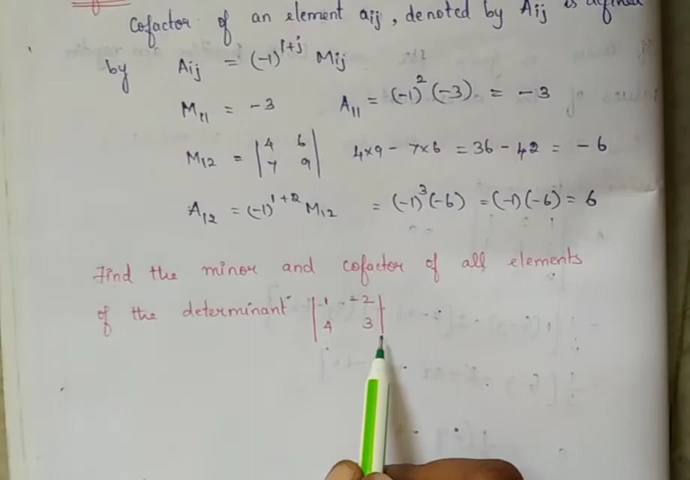 Cofactor of an element aij, denoted by Aij is defined
by Aij = (-1)^i+j Mij
M11 = -3 A11 = (-1)^2 (-3) = -3
M12 = |4 6 4×9 - 7×6 = 36 - 42 = -6
7 9|
A12 = (-1)^1+2 M12 = (-1)^3 (-6) = (-1)(-6) = 6
Find the minor and cofactor of all elements
of the determinant |1 -2
4 3|